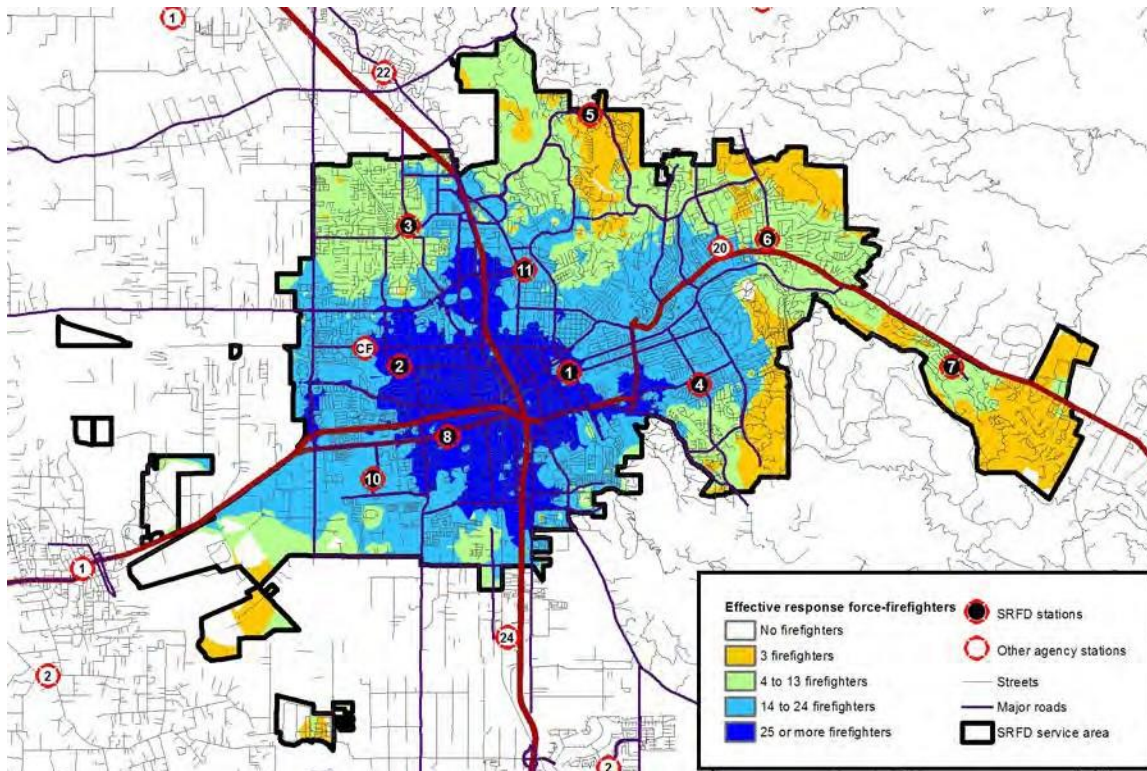 1
22
5
3
20
6
11
CF
2
1
7
4
8
10
1
24
2
2
Effective response force-firefighters
No firefighters
3 firefighters
4 to 13 firefighters
14 to 24 firefighters
25 or more firefighters
SRFD stations
Other agency stations
Streets
Major roads
SRFD service area